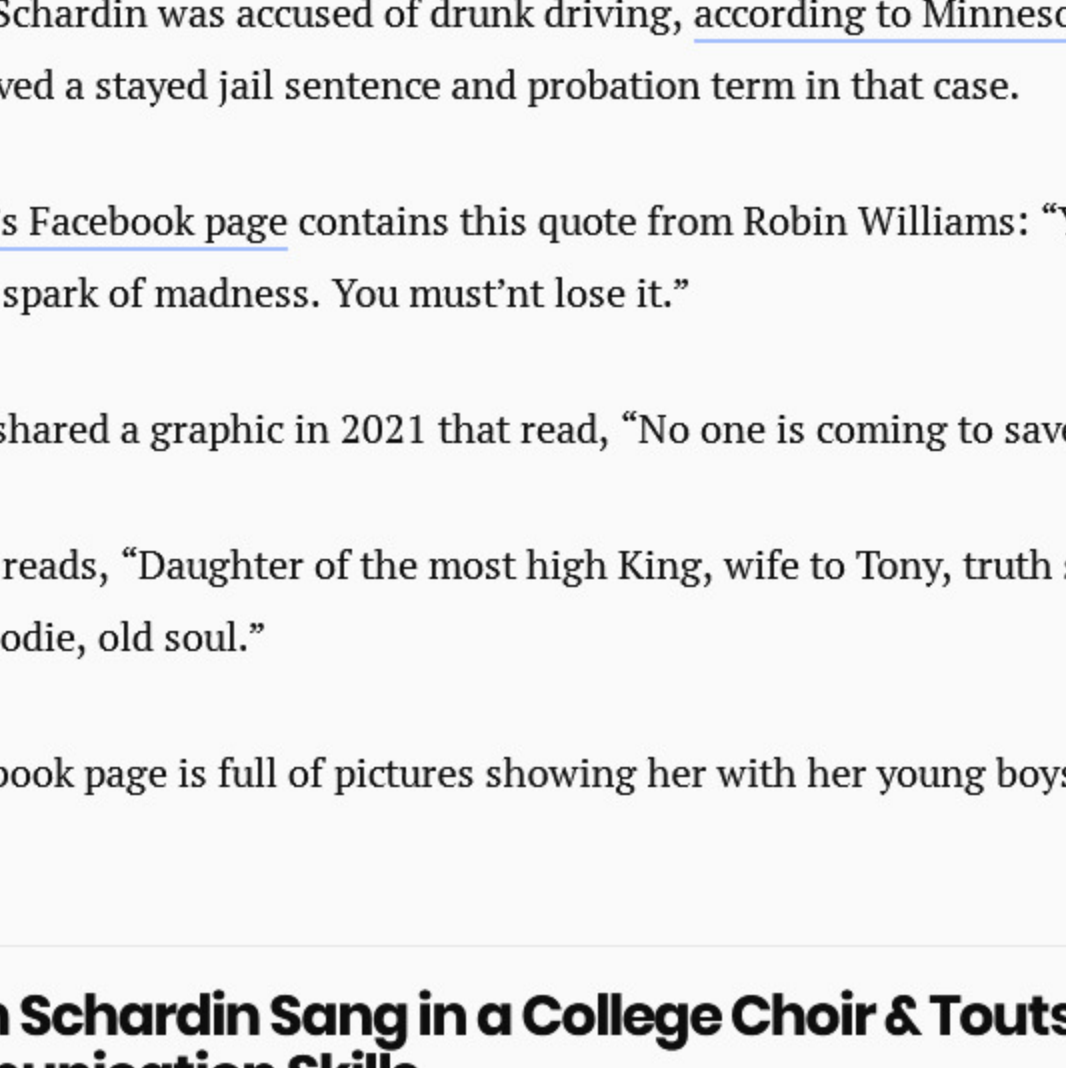 Schardin was accused of drunk driving, according to
ved a stayed jail sentence and probation term in that case.
's Facebook page contains this quote from Robin Williams: “
spark of madness. You must’nt lose it.”
shared a graphic in 2021 that read, “No one is coming to
reads, “Daughter of the most high King, wife to Tony, truth
odie, old soul.”
book page is full of pictures showing her with her young boys
Schardin Sang in a College Choir & Touts
Skills